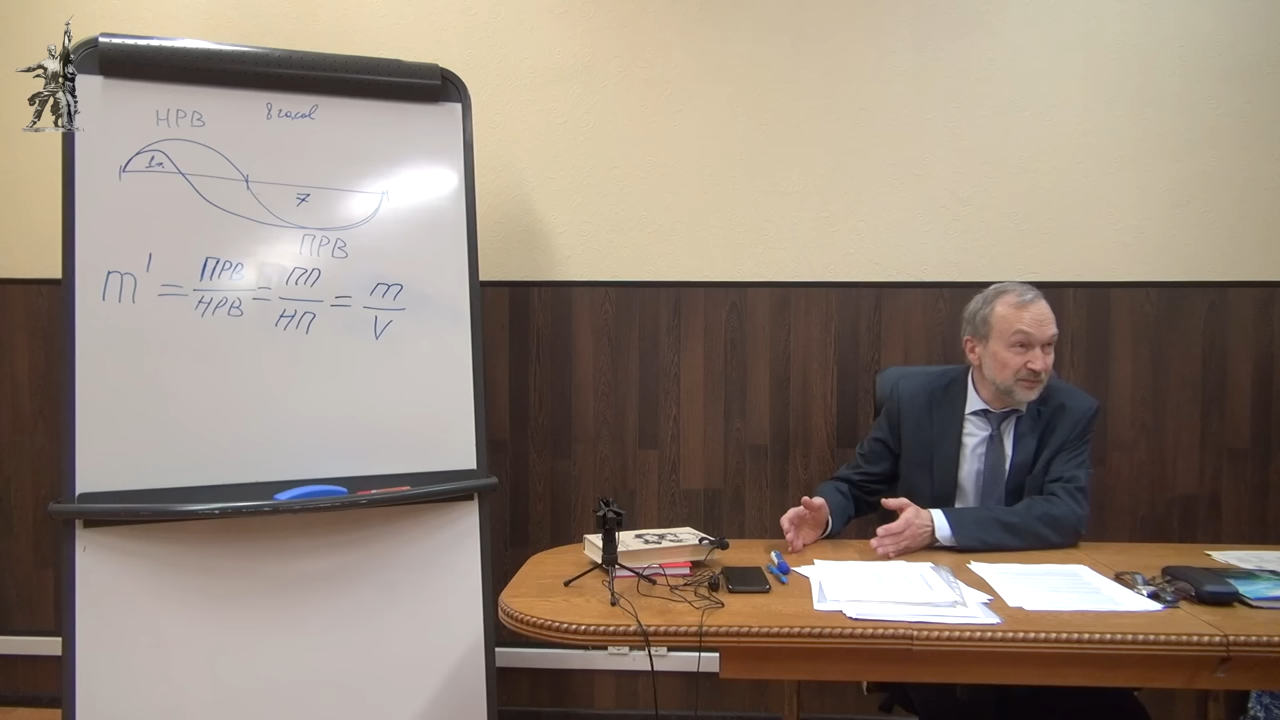 НРВ 8 часов
1ч.
7
ПРВ
m' = ПРВ/НРВ = ПП/НП = m/V